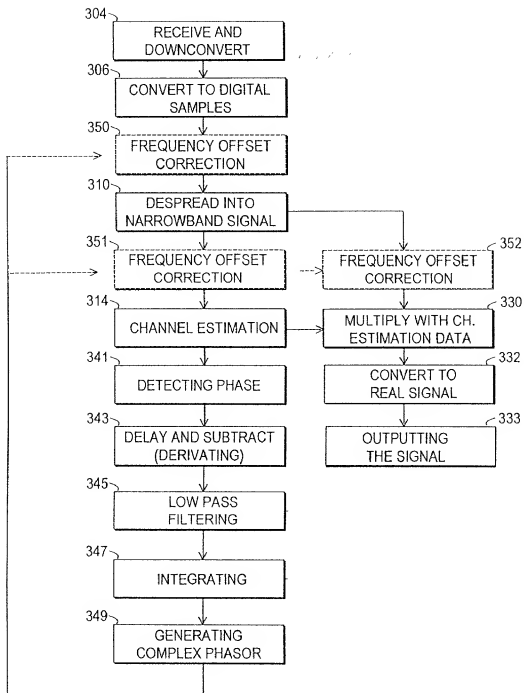 304
RECEIVE AND
DOWNCONVERT
306
CONVERT TO DIGITAL
SAMPLES
350
FREQUENCY OFFSET
CORRECTION
310
DESPREAD INTO
NARROWBAND SIGNAL
351
FREQUENCY OFFSET
CORRECTION
352
FREQUENCY OFFSET
CORRECTION
314
CHANNEL ESTIMATION
330
MULTIPLY WITH CH.
ESTIMATION DATA
341
DETECTING PHASE
332
CONVERT TO
REAL SIGNAL
343
DELAY AND SUBTRACT
(DERIVATING)
333
OUTPUTTING
THE SIGNAL
345
LOW PASS
FILTERING
347
INTEGRATING
349
GENERATING
COMPLEX PHASOR